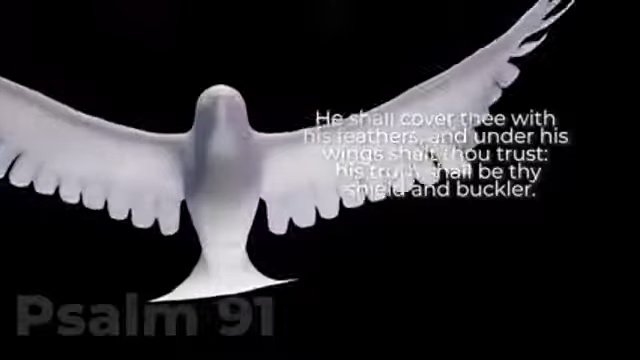 He shall cover thee with
his feathers, and under his
wings shalt thou trust:
his truth shall be thy
shield and buckler.
Psalm 91